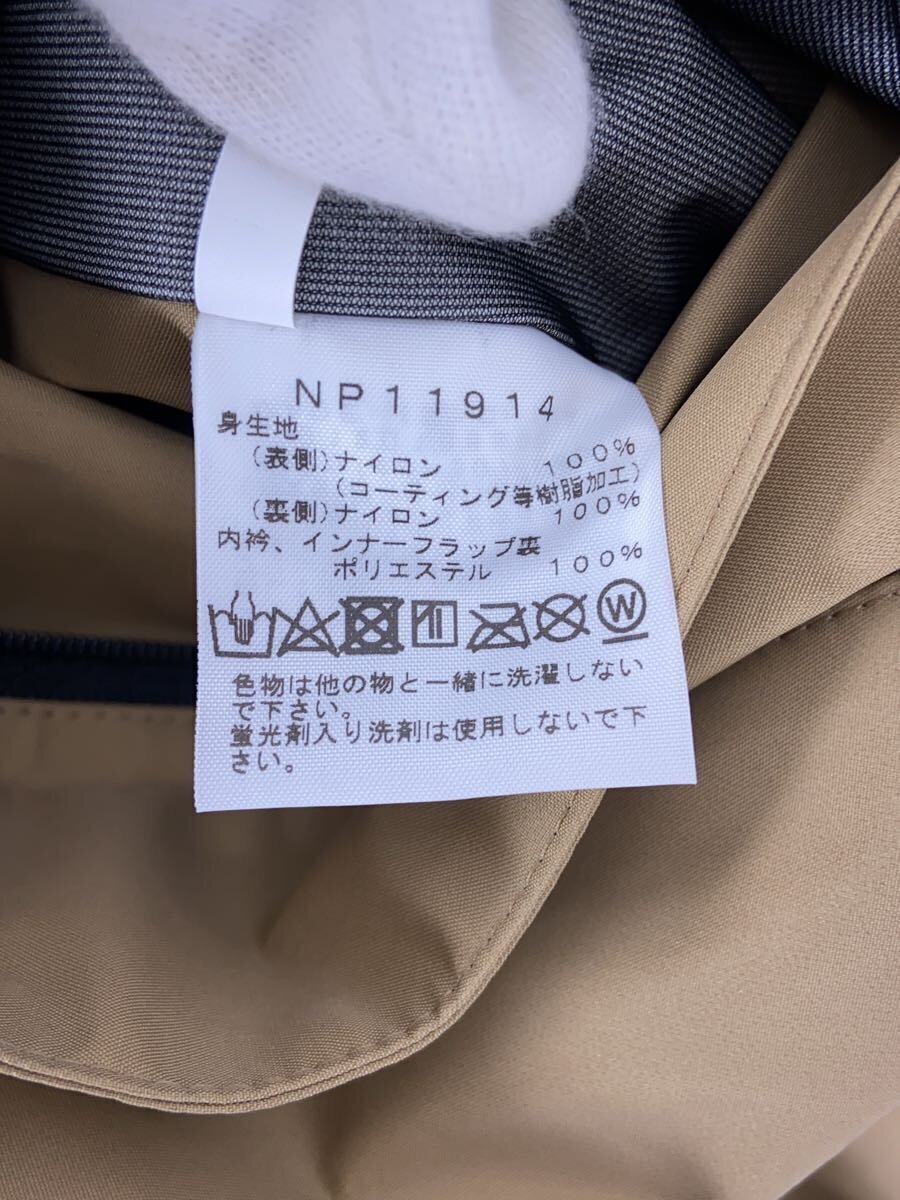 NP11914
身生地
(表側)ナイロン 100%
(コーティング等樹脂加工)
(裏側)ナイロン 100%
内衿、インナーフラップ裏
ポリエステル 100%
W
色物は他の物と一緒に洗濯しない
で下さい。
蛍光剤入り洗剤は使用しないで下
さい。